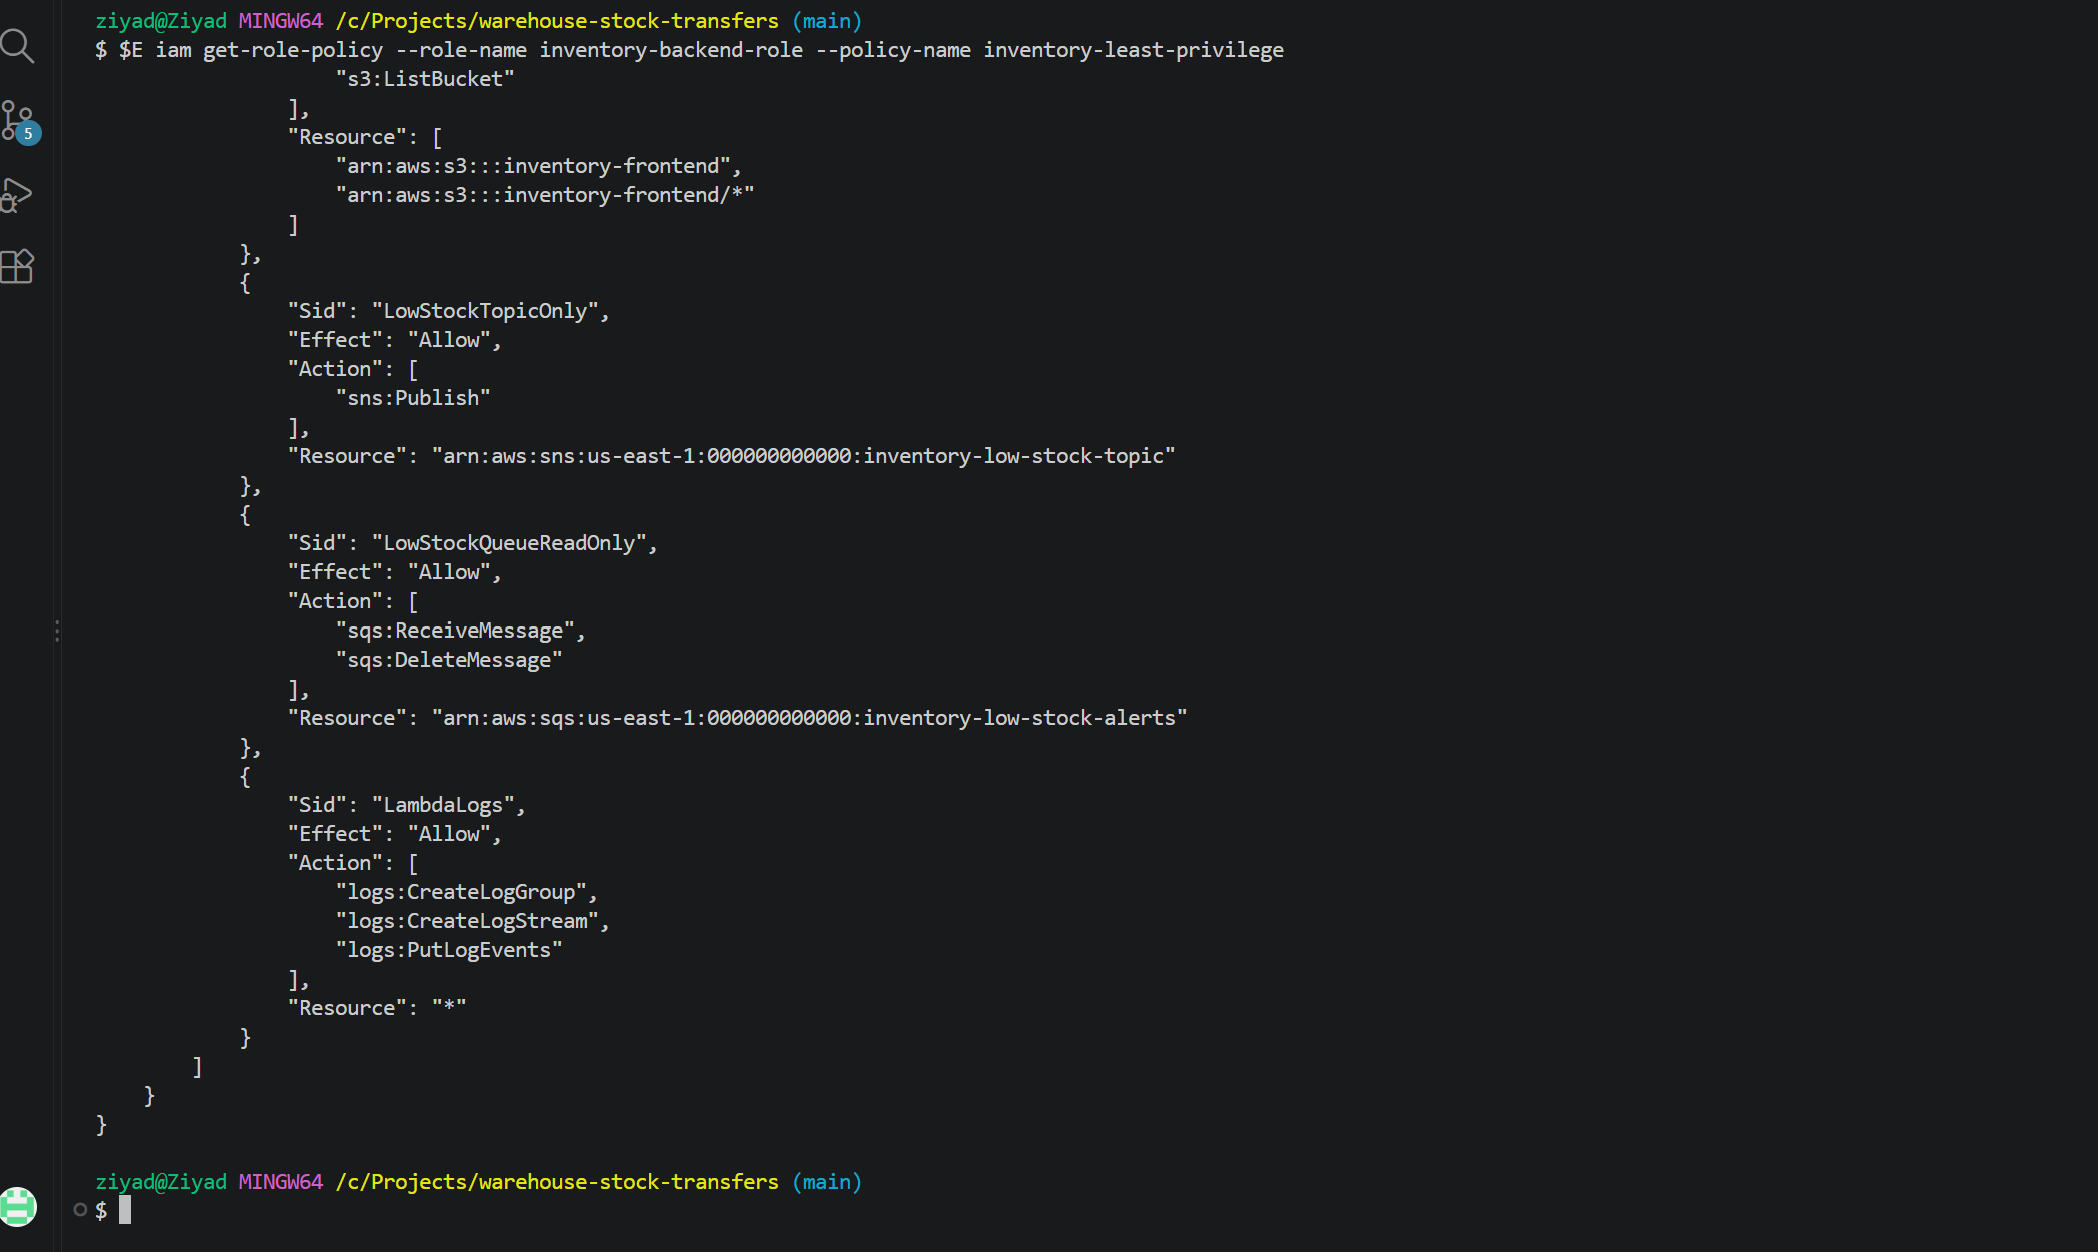 ziyad@Ziyad MINGW64 /c/Projects/warehouse-stock-transfers (main)
$ $E iam get-role-policy --role-name inventory-backend-role --policy-name inventory-least-privilege
                    "s3:ListBucket"
                ],
                "Resource": [
                    "arn:aws:s3:::inventory-frontend",
                    "arn:aws:s3:::inventory-frontend/*"
                ]
            },
            {
                "Sid": "LowStockTopicOnly",
                "Effect": "Allow",
                "Action": [
                    "sns:Publish"
                ],
                "Resource": "arn:aws:sns:us-east-1:000000000000:inventory-low-stock-topic"
            },
            {
                "Sid": "LowStockQueueReadOnly",
                "Effect": "Allow",
                "Action": [
                    "sqs:ReceiveMessage",
                    "sqs:DeleteMessage"
                ],
                "Resource": "arn:aws:sqs:us-east-1:000000000000:inventory-low-stock-alerts"
            },
            {
                "Sid": "LambdaLogs",
                "Effect": "Allow",
                "Action": [
                    "logs:CreateLogGroup",
                    "logs:CreateLogStream",
                    "logs:PutLogEvents"
                ],
                "Resource": "*"
            }
        ]
    }
}
ziyad@Ziyad MINGW64 /c/Projects/warehouse-stock-transfers (main)
$
5